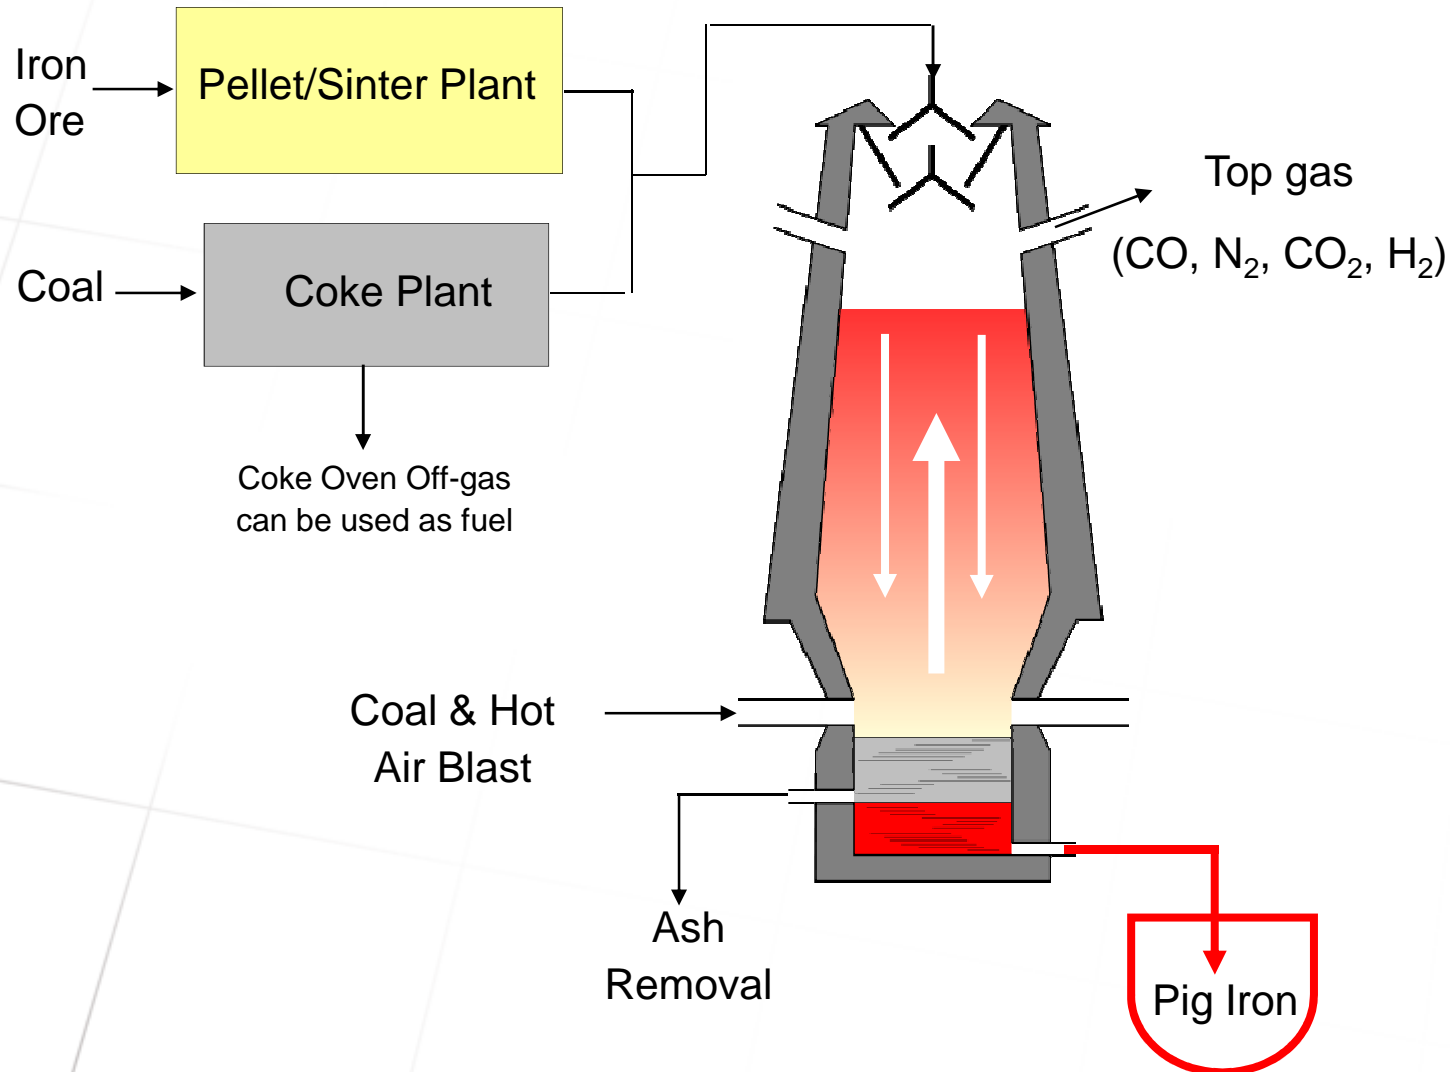 Iron
Ore
Pellet/Sinter Plant
Coal
Coke Plant
Coke Oven Off-gas
can be used as fuel
Top gas
(CO, N₂, CO₂, H₂)
Coal & Hot
Air Blast
Ash
Removal
Pig Iron